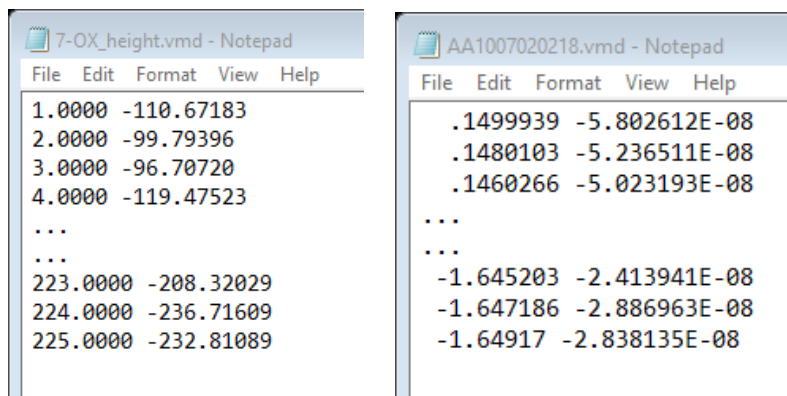 7-OX_height.vmd - Notepad
File Edit Format View Help
1.0000 -110.67183
2.0000 -99.79396
3.0000 -96.70720
4.0000 -119.47523
...
...
223.0000 -208.32029
224.0000 -236.71609
225.0000 -232.81089
AA1007020218.vmd - Notepad
File Edit Format View Help
.1499939 -5.802612E-08
.1480103 -5.236511E-08
.1460266 -5.023193E-08
...
...
-1.645203 -2.413941E-08
-1.647186 -2.886963E-08
-1.64917 -2.838135E-08